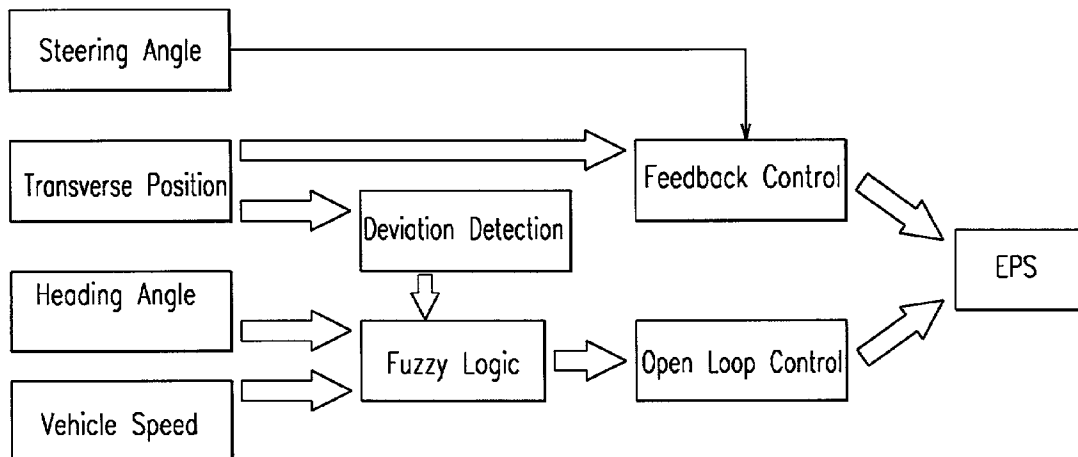 Steering Angle
Transverse Position
Feedback Control
Deviation Detection
EPS
Heading Angle
Fuzzy Logic
Open Loop Control
Vehicle Speed